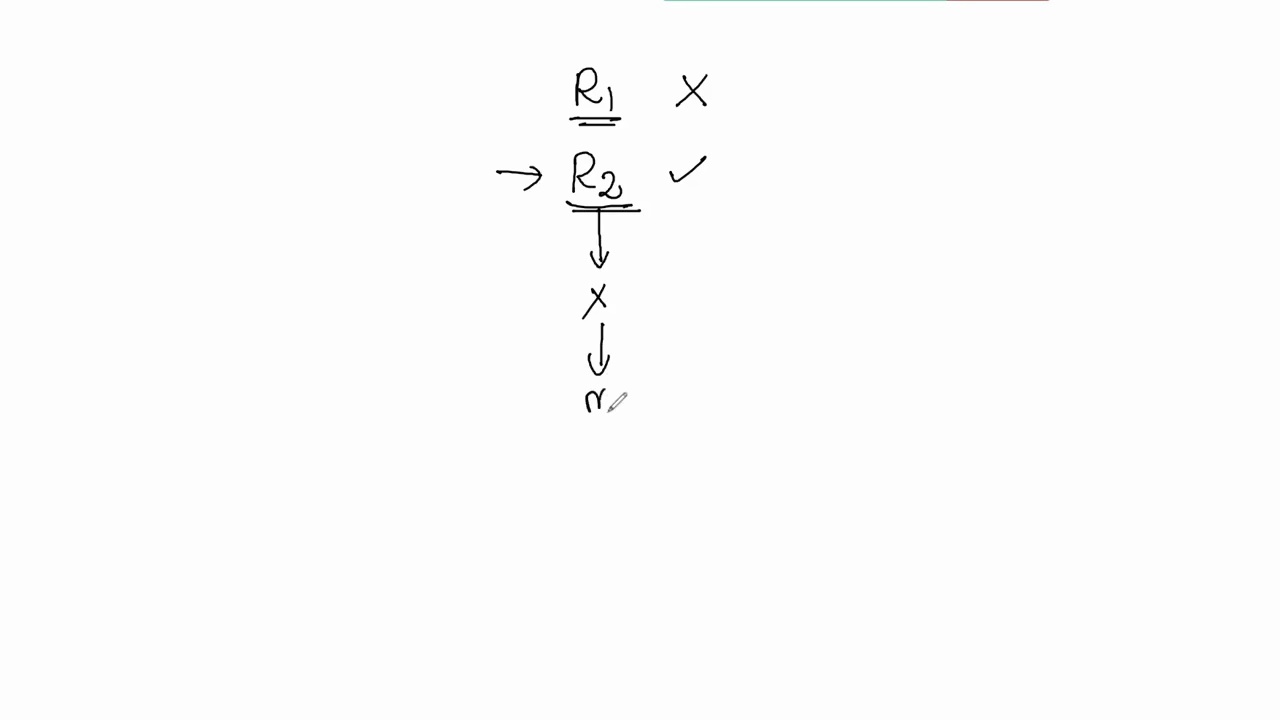 R1 X
→ R2 ✓
↓
X
↓